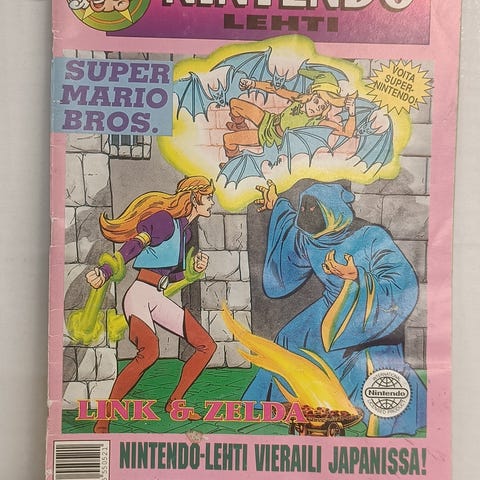 NINTENDO
LEHTI
SUPER
MARIO
BROS.
VOITA
SUPER-
NINTENDO!
Nintendo
LINK & ZELDA
NINTENDO-LEHTI VIERAILI JAPANISSA!